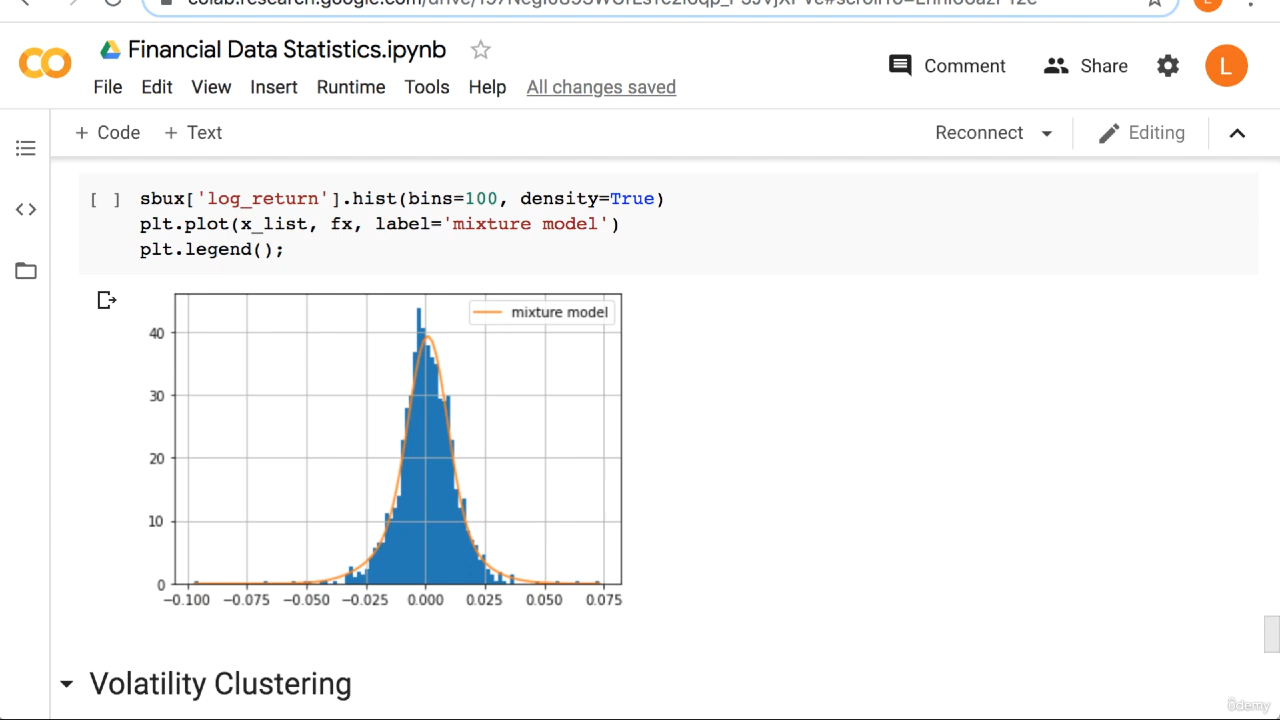 Financial Data Statistics.ipynb
Comment
Share
L
File Edit View Insert Runtime Tools Help All changes saved
+ Code + Text
Reconnect
Editing
[ ] sbux['log_return'].hist(bins=100, density=True)
plt.plot(x_list, fx, label='mixture model')
plt.legend();
mixture model
40
30
20
10
0
−0.100 −0.075 −0.050 −0.025 0.000 0.025 0.050 0.075
Volatility Clustering
ûdemy